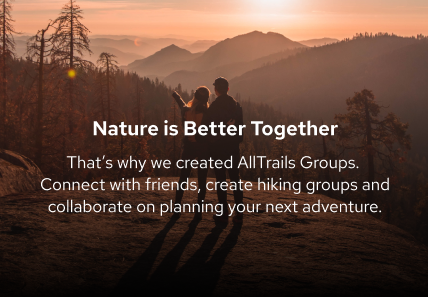 Nature is Better Together
That’s why we created AllTrails Groups.
Connect with friends, create hiking groups and
collaborate on planning your next adventure.